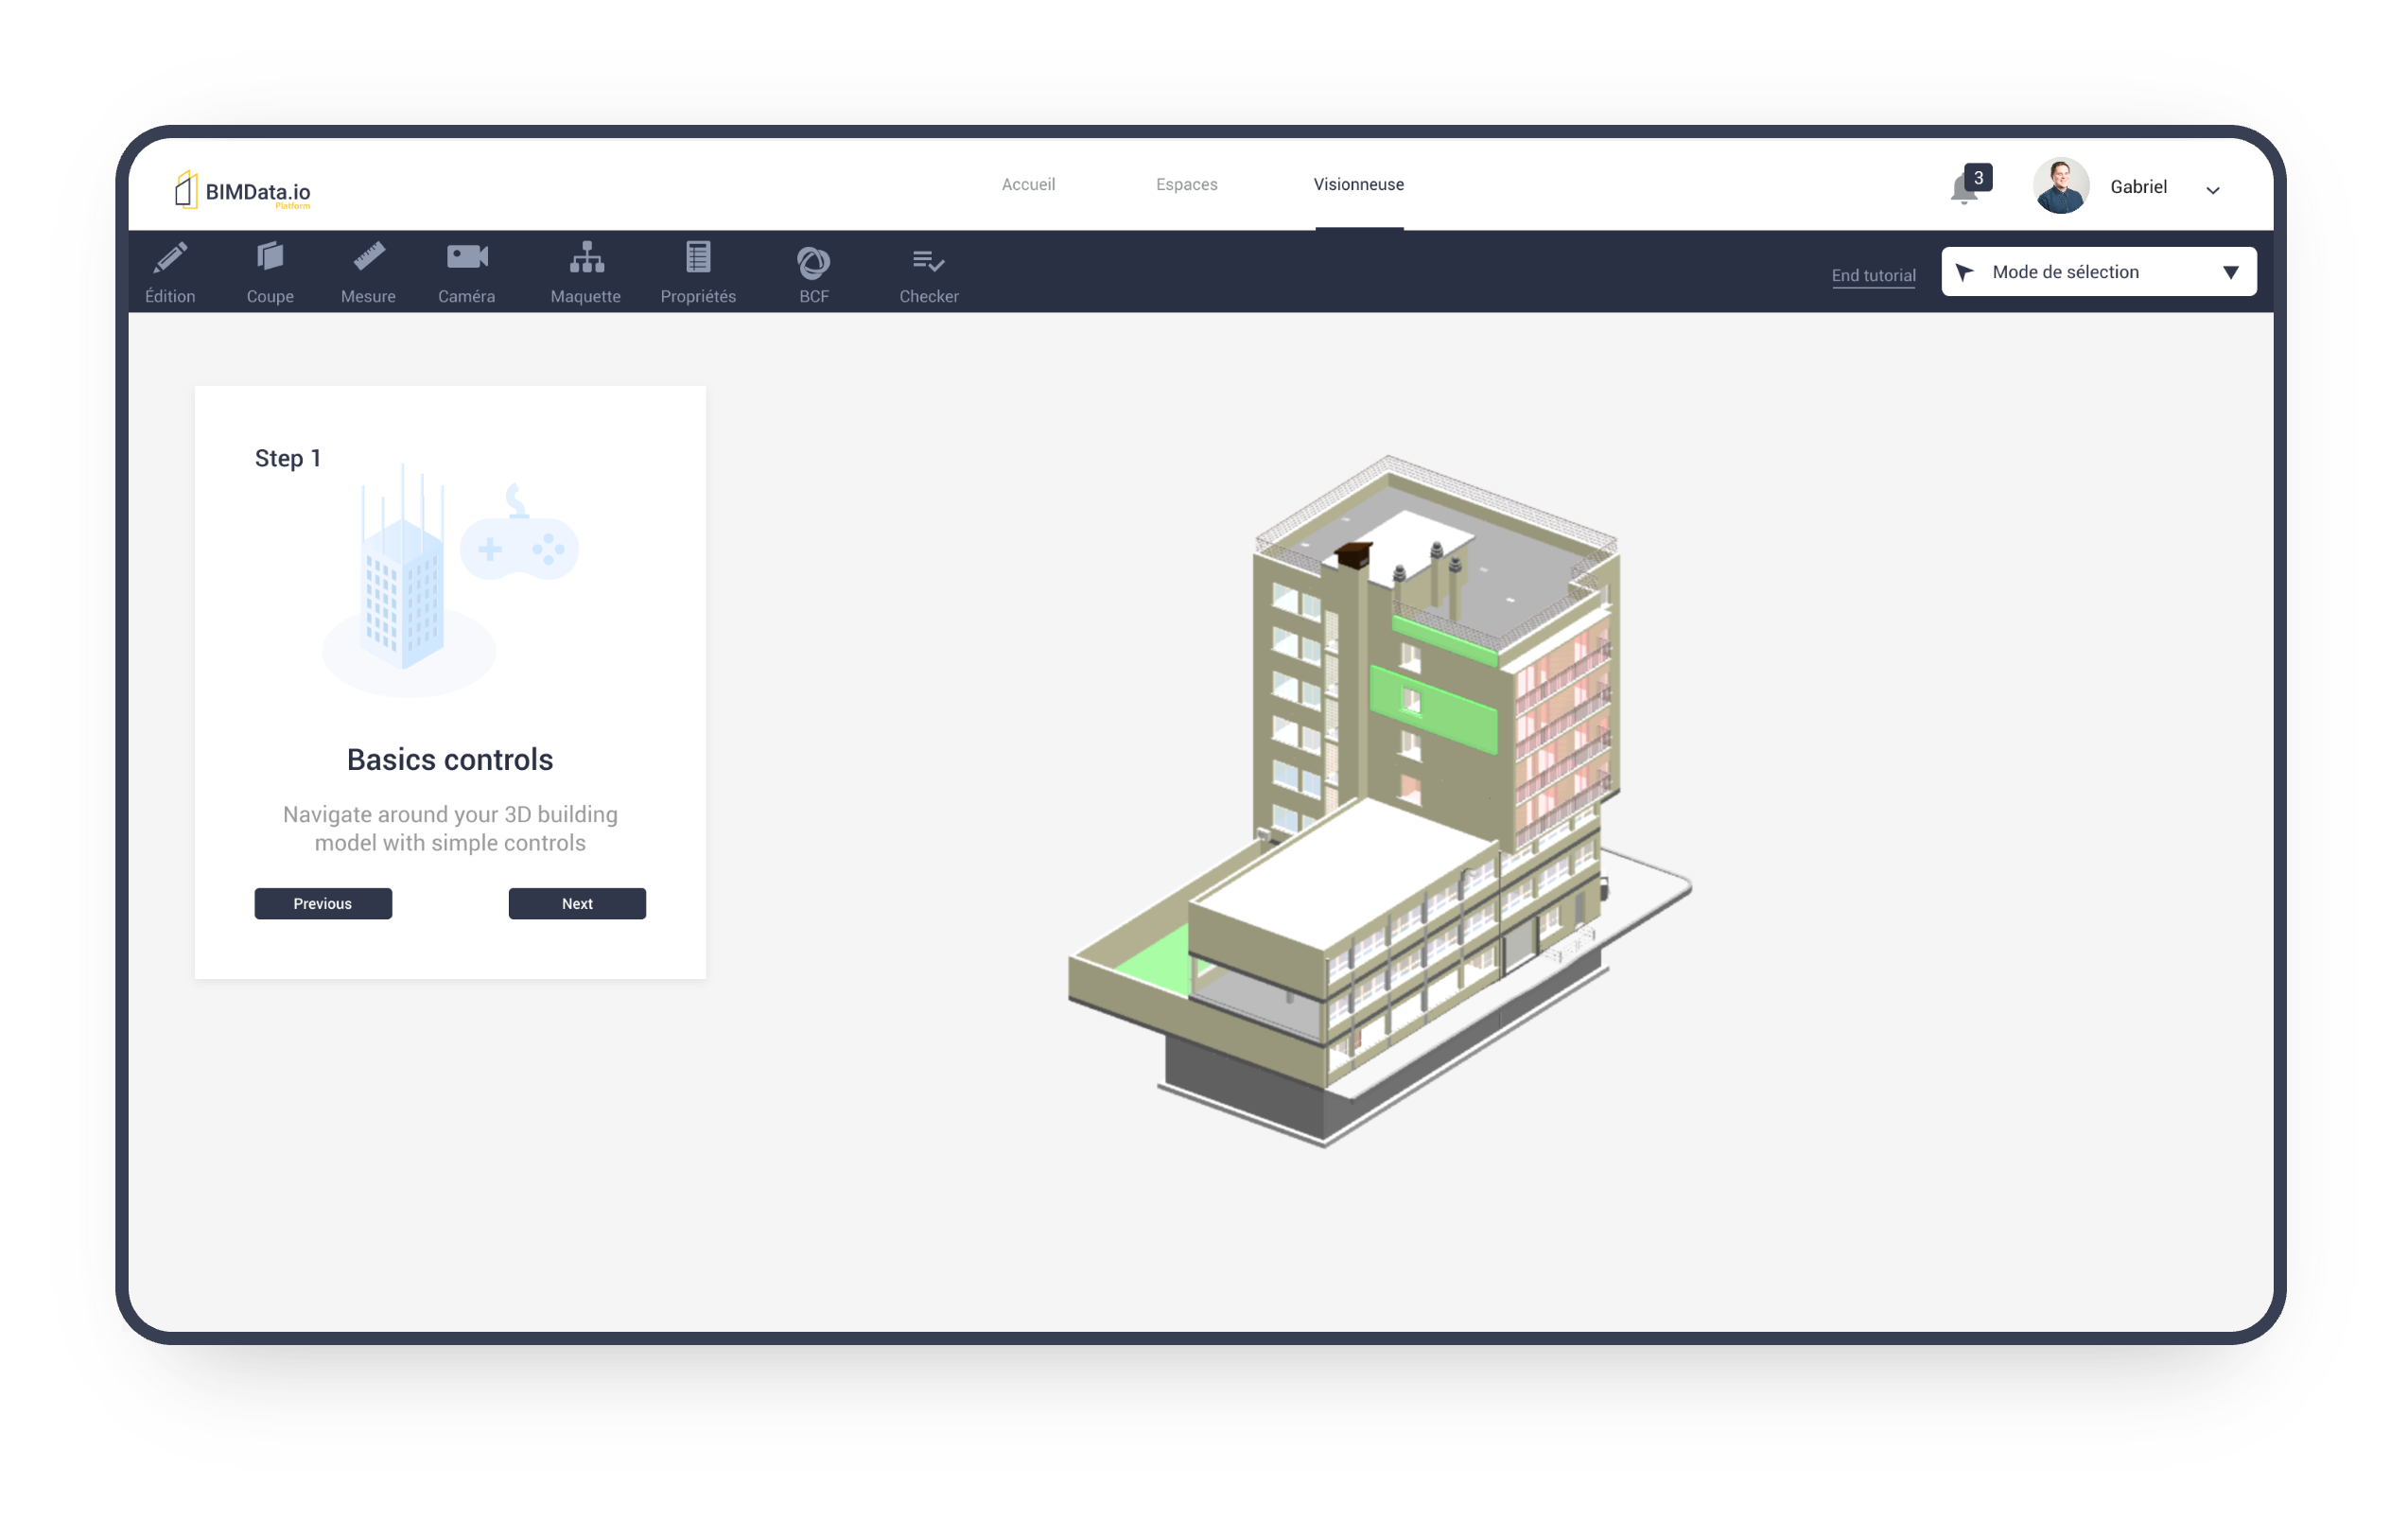 BIMData.io
Platform
Accueil
Espaces
Visionneuse
3
Gabriel
Édition
Coupe
Mesure
Caméra
Maquette
Propriétés
BCF
Checker
End tutorial
Mode de sélection
Step 1
Basics controls
Navigate around your 3D building
model with simple controls
Previous
Next